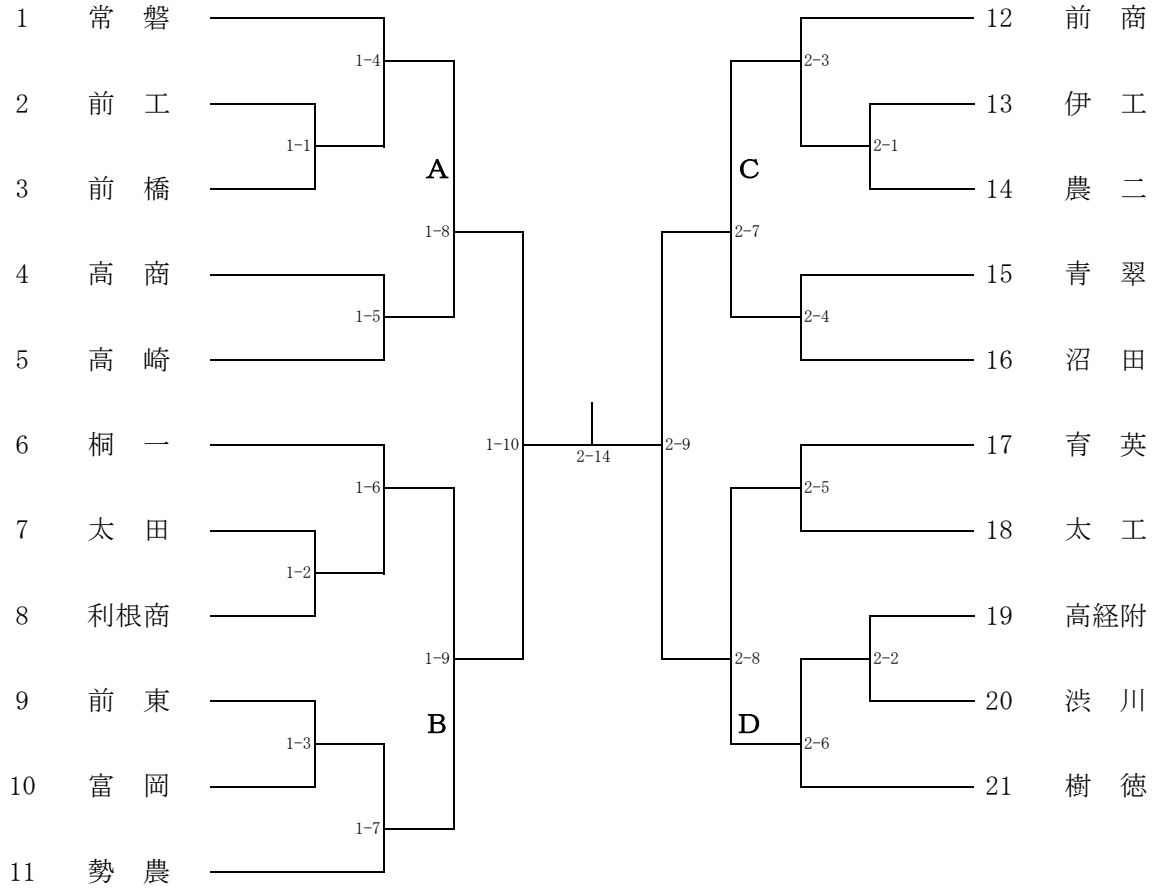 1 常 磐
1-4
2 前 工
1-1
3 前 橋
A
1-8
4 高 商
1-5
5 高 崎
6 桐 一
1-10
1-6
7 太 田
1-2
8 利根商
1-9
9 前 東
B
1-3
10 富 岡
1-7
11 勢 農
2-14
12 前 商
2-3
13 伊 工
2-1
14 農 二
C
2-7
15 青 翠
2-4
16 沼 田
2-9
17 育 英
2-5
18 太 工
19 高経附
2-2
2-8
20 渋 川
D
2-6
21 樹 徳